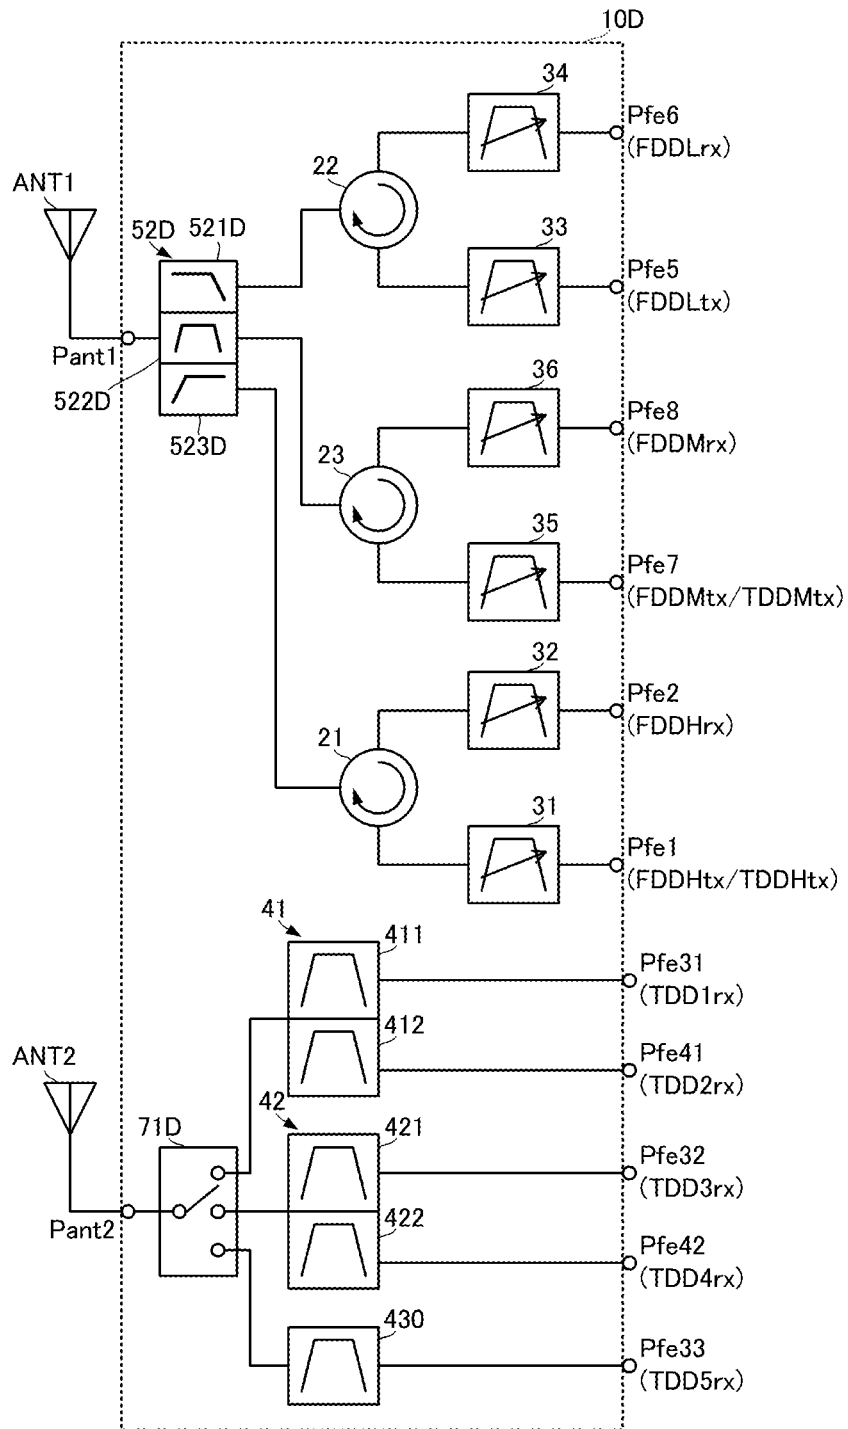 10D
34
Pfe6
(FDDLrx)
22
ANT1
52D
521D
33
Pfe5
(FDDLtx)
Pant1
522D
523D
36
Pfe8
(FDDMrx)
23
35
Pfe7
(FDDMtx/TDDMtx)
32
Pfe2
(FDDHrx)
21
31
Pfe1
(FDDHtx/TDDHtx)
41
411
Pfe31
(TDD1rx)
412
Pfe41
(TDD2rx)
ANT2
71D
42
421
Pfe32
(TDD3rx)
Pant2
422
Pfe42
(TDD4rx)
430
Pfe33
(TDD5rx)